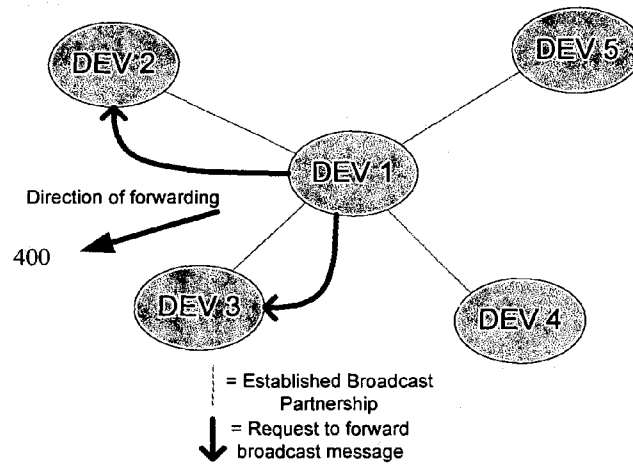 DEV 2
DEV 5
DEV 1
Direction of forwarding
400
DEV 3
DEV 4
= Established Broadcast
Partnership
= Request to forward
broadcast message